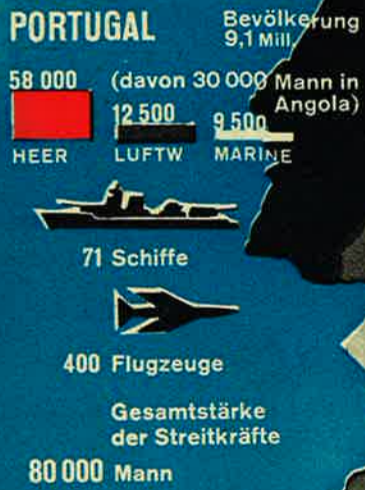 PORTUGAL
Bevölkerung
9,1 Mill.
58 000 (davon 30 000 Mann in
Angola)
12 500 9 500
HEER LUFTW MARINE
71 Schiffe
400 Flugzeuge
Gesamtstärke
der Streitkräfte
80 000 Mann